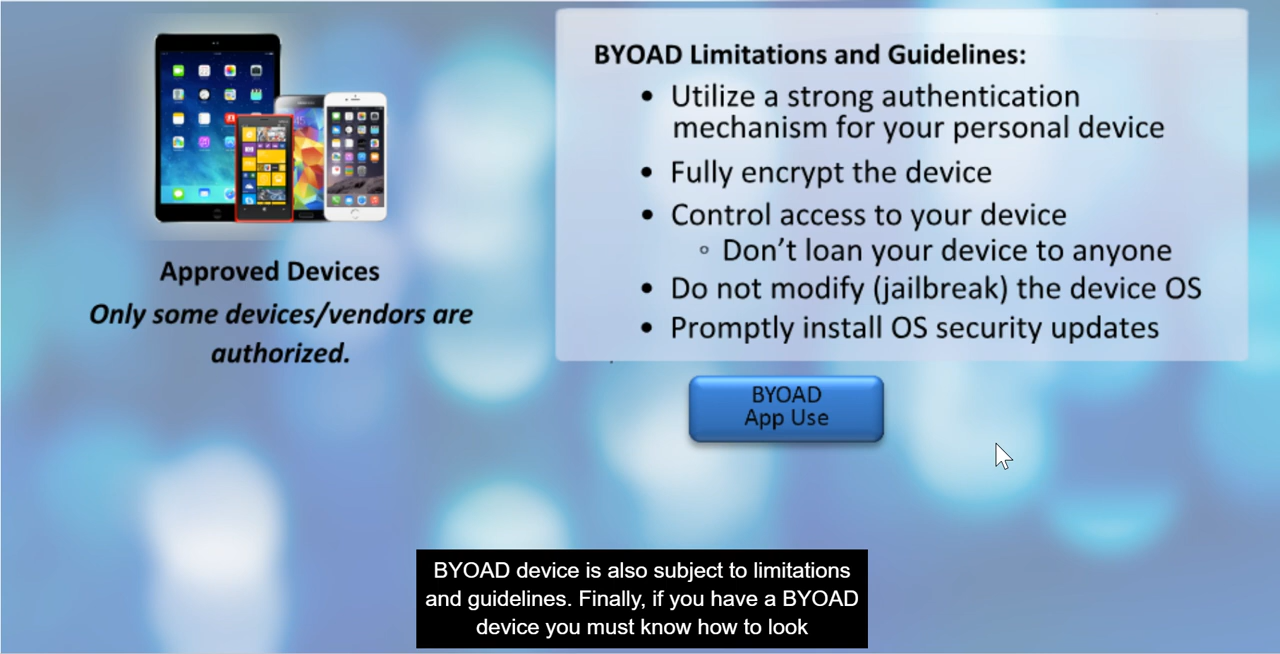 BYOAD Limitations and Guidelines:
• Utilize a strong authentication
mechanism for your personal device
• Fully encrypt the device
• Control access to your device
◦ Don’t loan your device to anyone
• Do not modify (jailbreak) the device OS
• Promptly install OS security updates
Approved Devices
Only some devices/vendors are
authorized.
BYOAD
App Use
BYOAD device is also subject to limitations
and guidelines. Finally, if you have a BYOAD
device you must know how to look